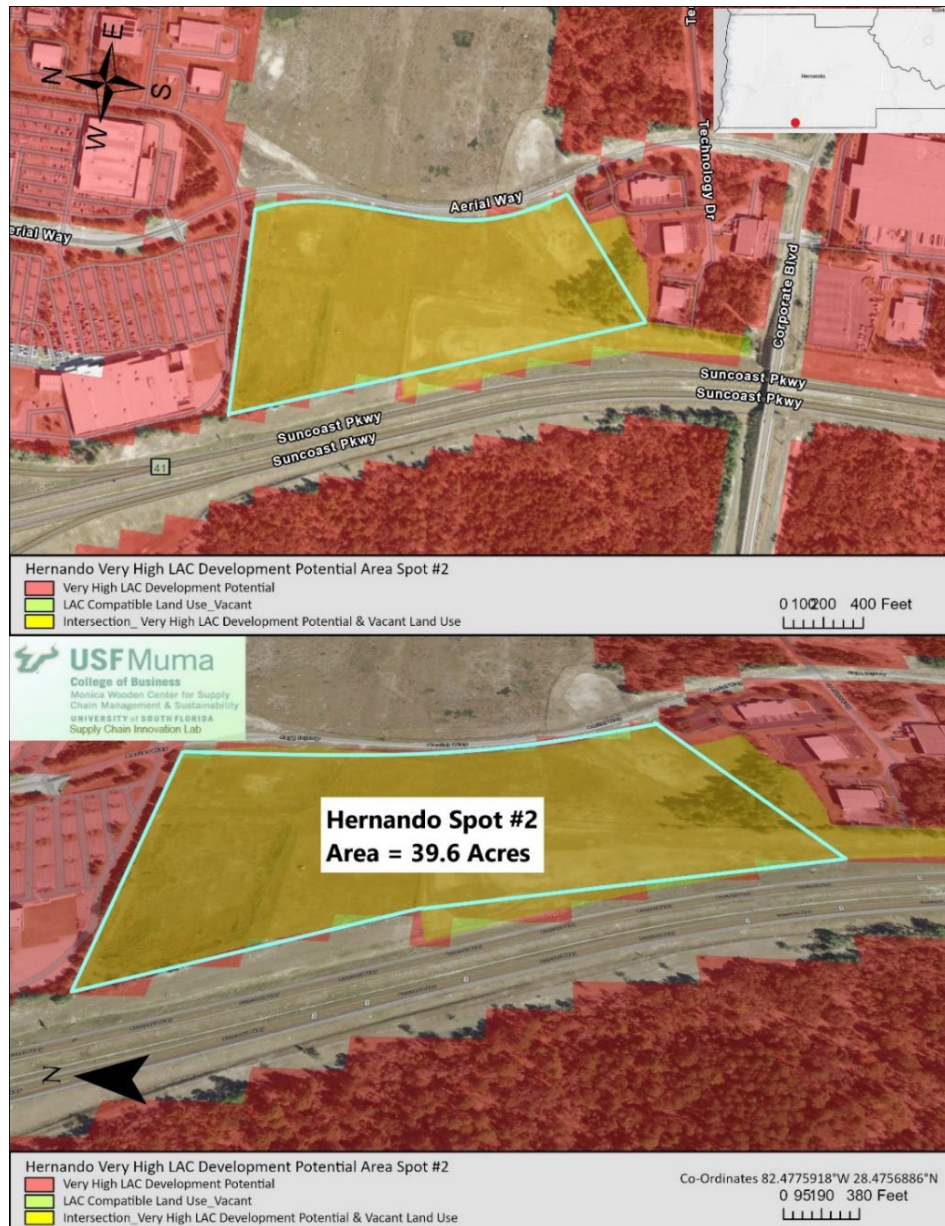 N
E
S
W
Hernando
Te
Technology Dr
Aerial Way
erial Way
Corporate Blvd
Suncoast Pkwy
Suncoast Pkwy
Suncoast Pkwy
Suncoast Pkwy
41
Hernando Very High LAC Development Potential Area Spot #2
Very High LAC Development Potential
LAC Compatible Land Use_Vacant
Intersection_ Very High LAC Development Potential & Vacant Land Use
0 100200 400 Feet
USF Muma
College of Business
Monica Wooden Center for Supply
Chain Management & Sustainability
UNIVERSITY of SOUTH FLORIDA
Supply Chain Innovation Lab
Hernando Spot #2
Area = 39.6 Acres
N
Hernando Very High LAC Development Potential Area Spot #2
Very High LAC Development Potential
LAC Compatible Land Use_Vacant
Intersection_Very High LAC Development Potential & Vacant Land Use
Co-Ordinates 82.4775918°W 28.4756886°N
0 95190 380 Feet